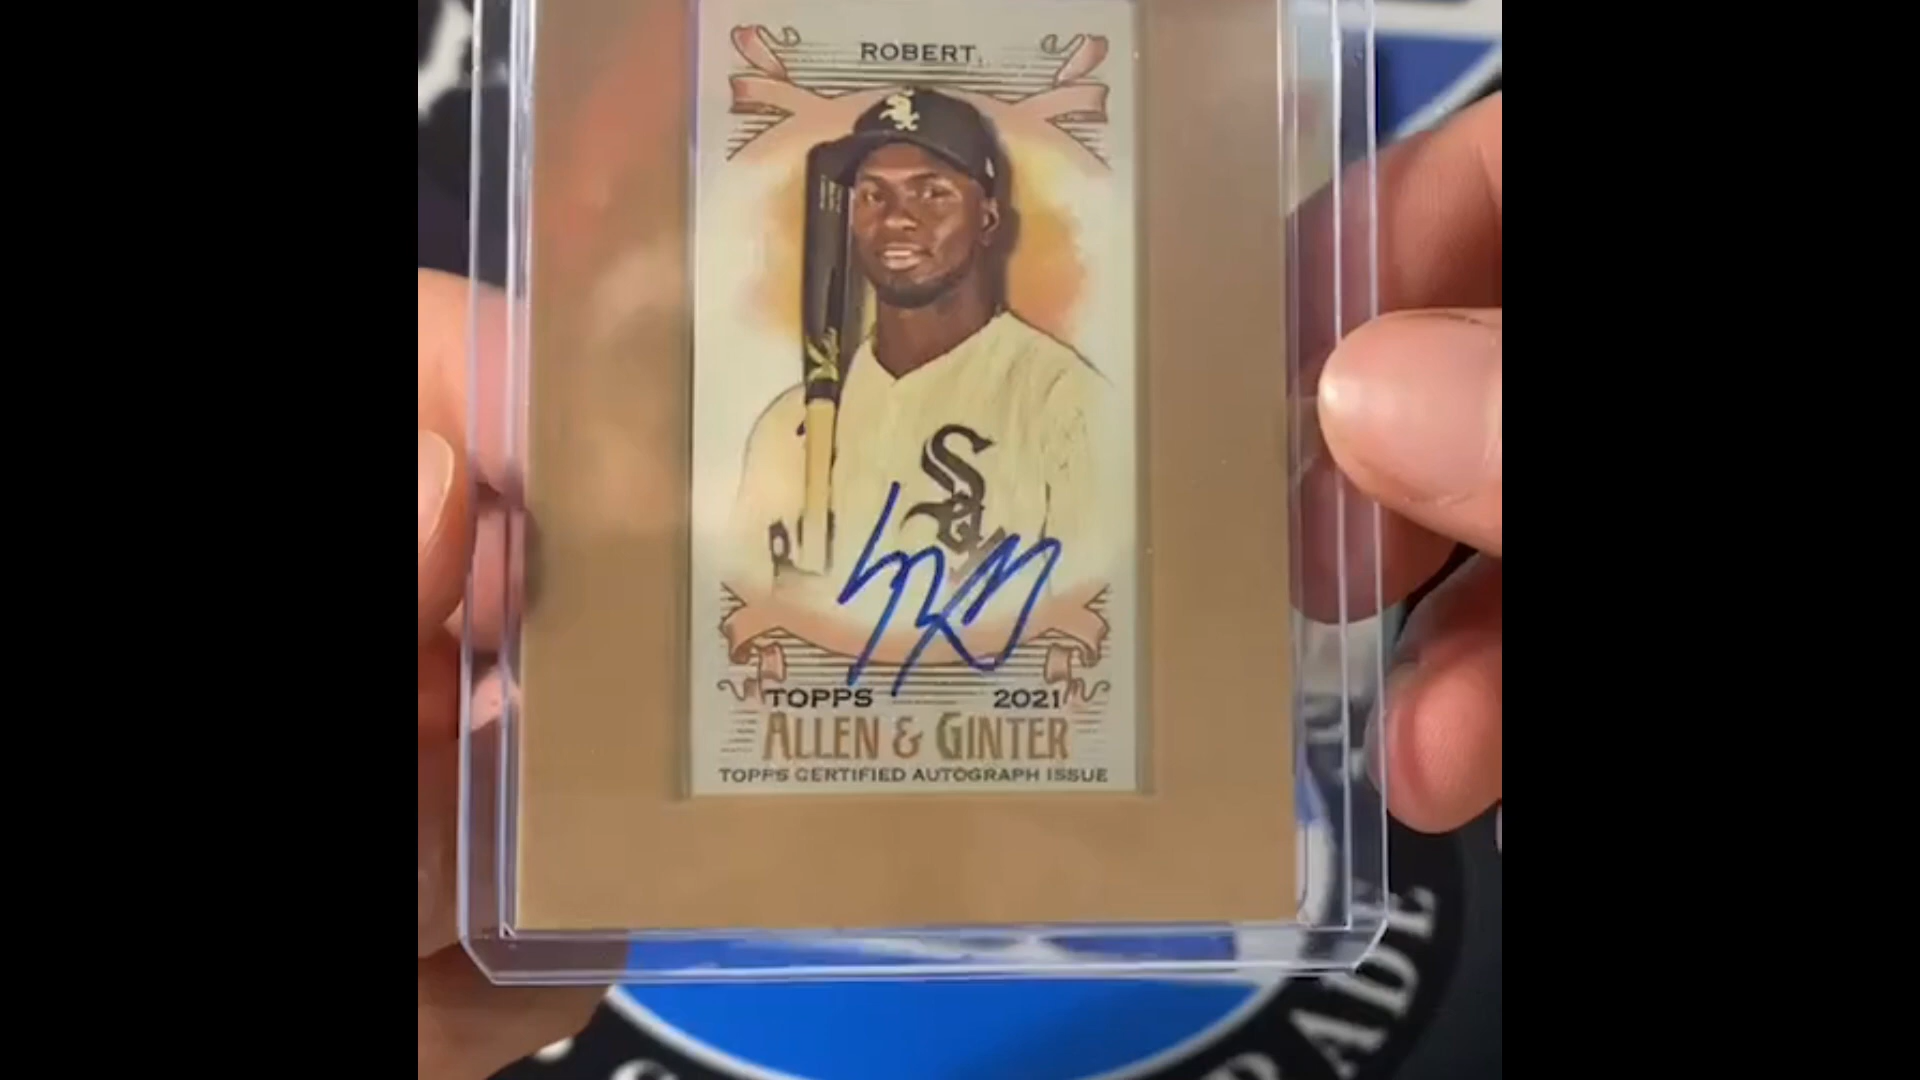 ROBERT
TOPPS 2021
ALLEN & GINTER
TOPPS CERTIFIED AUTOGRAPH ISSUE